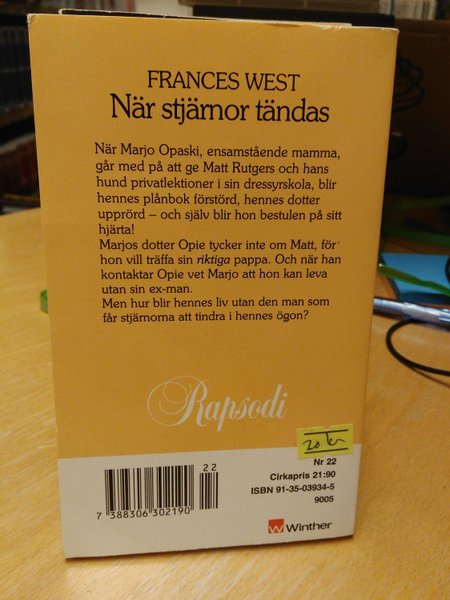 FRANCES WEST
När stjärnor tändas
När Marjo Opaski, ensamstående mamma,
går med på att ge Matt Rutgers och hans
hund privatlektioner i sin dressyrskola, blir
hennes plånbok förstörd, hennes dotter
upprörd – och själv blir hon bestulen på sitt
hjärta!
Marjos dotter Opie tycker inte om Matt, för
hon vill träffa sin riktiga pappa. Och när han
kontaktar Opie vet Marjo att hon kan leva
utan sin ex-man.
Men hur blir hennes liv utan den man som
får stjärnorna att tindra i hennes ögon?
Rapsodi
20 kr
22
7 388306 302190
Nr 22
Cirkapris 21:90
ISBN 91-35-03934-5
9005
Winther